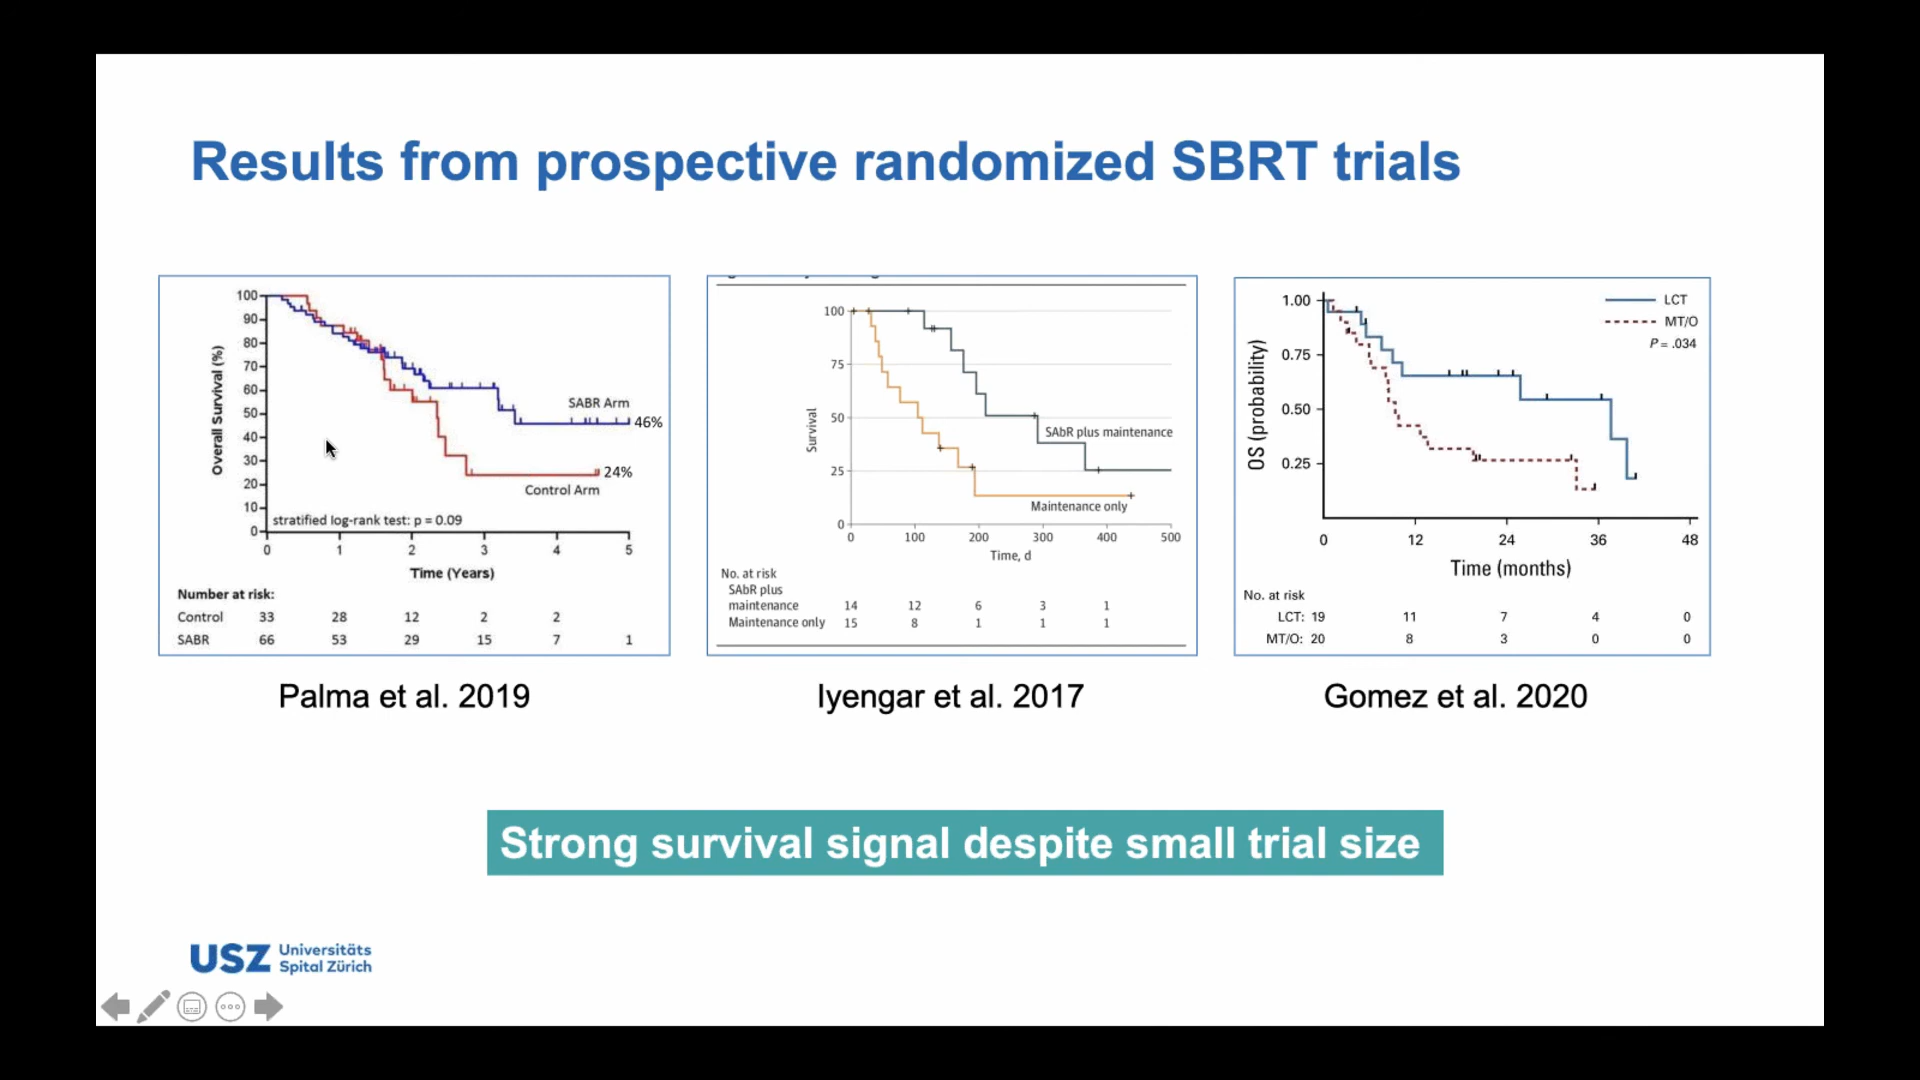 Results from prospective randomized SBRT trials
100
90
80
70
60
50
40
30
20
10
0
Overall Survival (%)
SABR Arm
46%
24%
Control Arm
stratified log-rank test: p = 0.09
0 1 2 3 4 5
Time (Years)
Number at risk:
Control 33 28 12 2 2
SABR 66 53 29 15 7 1
Palma et al. 2019
100
75
50
25
0
Survival
SAbR plus maintenance
Maintenance only
0 100 200 300 400 500
Time, d
No. at risk
SAbR plus
maintenance 14 12 6 3 1
Maintenance only 15 8 1 1 1
Iyengar et al. 2017
1.00
0.75
0.50
0.25
OS (probability)
LCT
MT/O
P = .034
0 12 24 36 48
Time (months)
No. at risk
LCT: 19 11 7 4 0
MT/O: 20 8 3 0 0
Gomez et al. 2020
Strong survival signal despite small trial size
USZ Universitäts
Spital Zürich